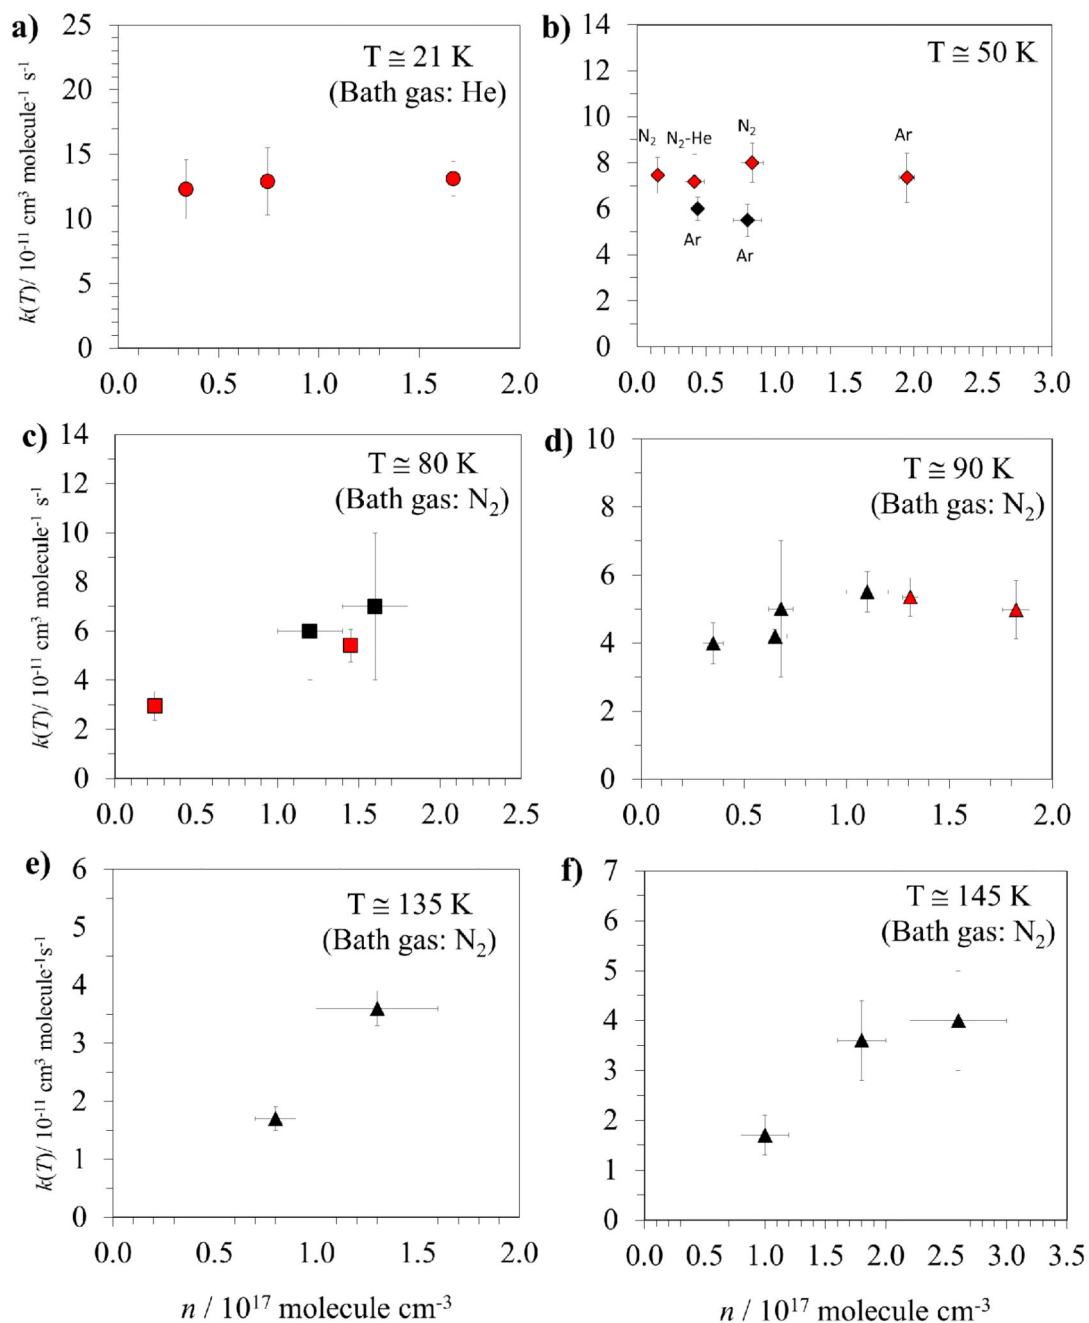 a)
T ≅ 21 K
(Bath gas: He)
k(T)/ 10⁻¹¹ cm³ molecule⁻¹ s⁻¹
25
20
15
10
5
0
0.0 0.5 1.0 1.5 2.0
b)
T ≅ 50 K
14
12
10
8
6
4
2
0
N₂ N₂-He N₂ Ar
Ar Ar
0.0 0.5 1.0 1.5 2.0 2.5 3.0
c)
T ≅ 80 K
(Bath gas: N₂)
k(T)/ 10⁻¹¹ cm³ molecule⁻¹ s⁻¹
14
12
10
8
6
4
2
0
0.0 0.5 1.0 1.5 2.0 2.5
d)
T ≅ 90 K
(Bath gas: N₂)
10
8
6
4
2
0
0.0 0.5 1.0 1.5 2.0
e)
T ≅ 135 K
(Bath gas: N₂)
k(T)/ 10⁻¹¹ cm³ molecule⁻¹s⁻¹
6
5
4
3
2
1
0
0.0 0.5 1.0 1.5 2.0
n / 10¹⁷ molecule cm⁻³
f)
T ≅ 145 K
(Bath gas: N₂)
7
6
5
4
3
2
1
0
0.0 0.5 1.0 1.5 2.0 2.5 3.0 3.5
n / 10¹⁷ molecule cm⁻³